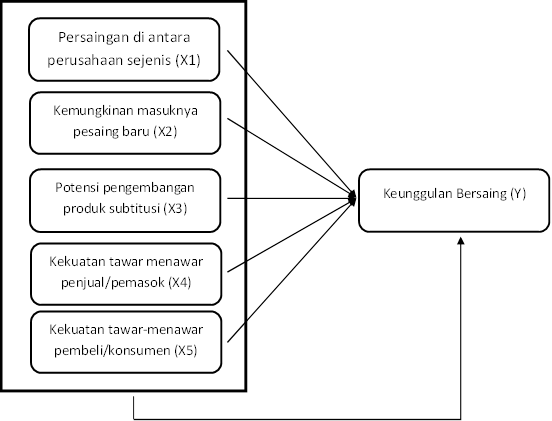 Persaingan di antara
perusahaan sejenis (X1)
Kemungkinan masuknya
pesaing baru (X2)
Potensi pengembangan
produk subtitusi (X3)
Kekuatan tawar menawar
penjual/pemasok (X4)
Kekuatan tawar-menawar
pembeli/konsumen (X5)
Keunggulan Bersaing (Y)